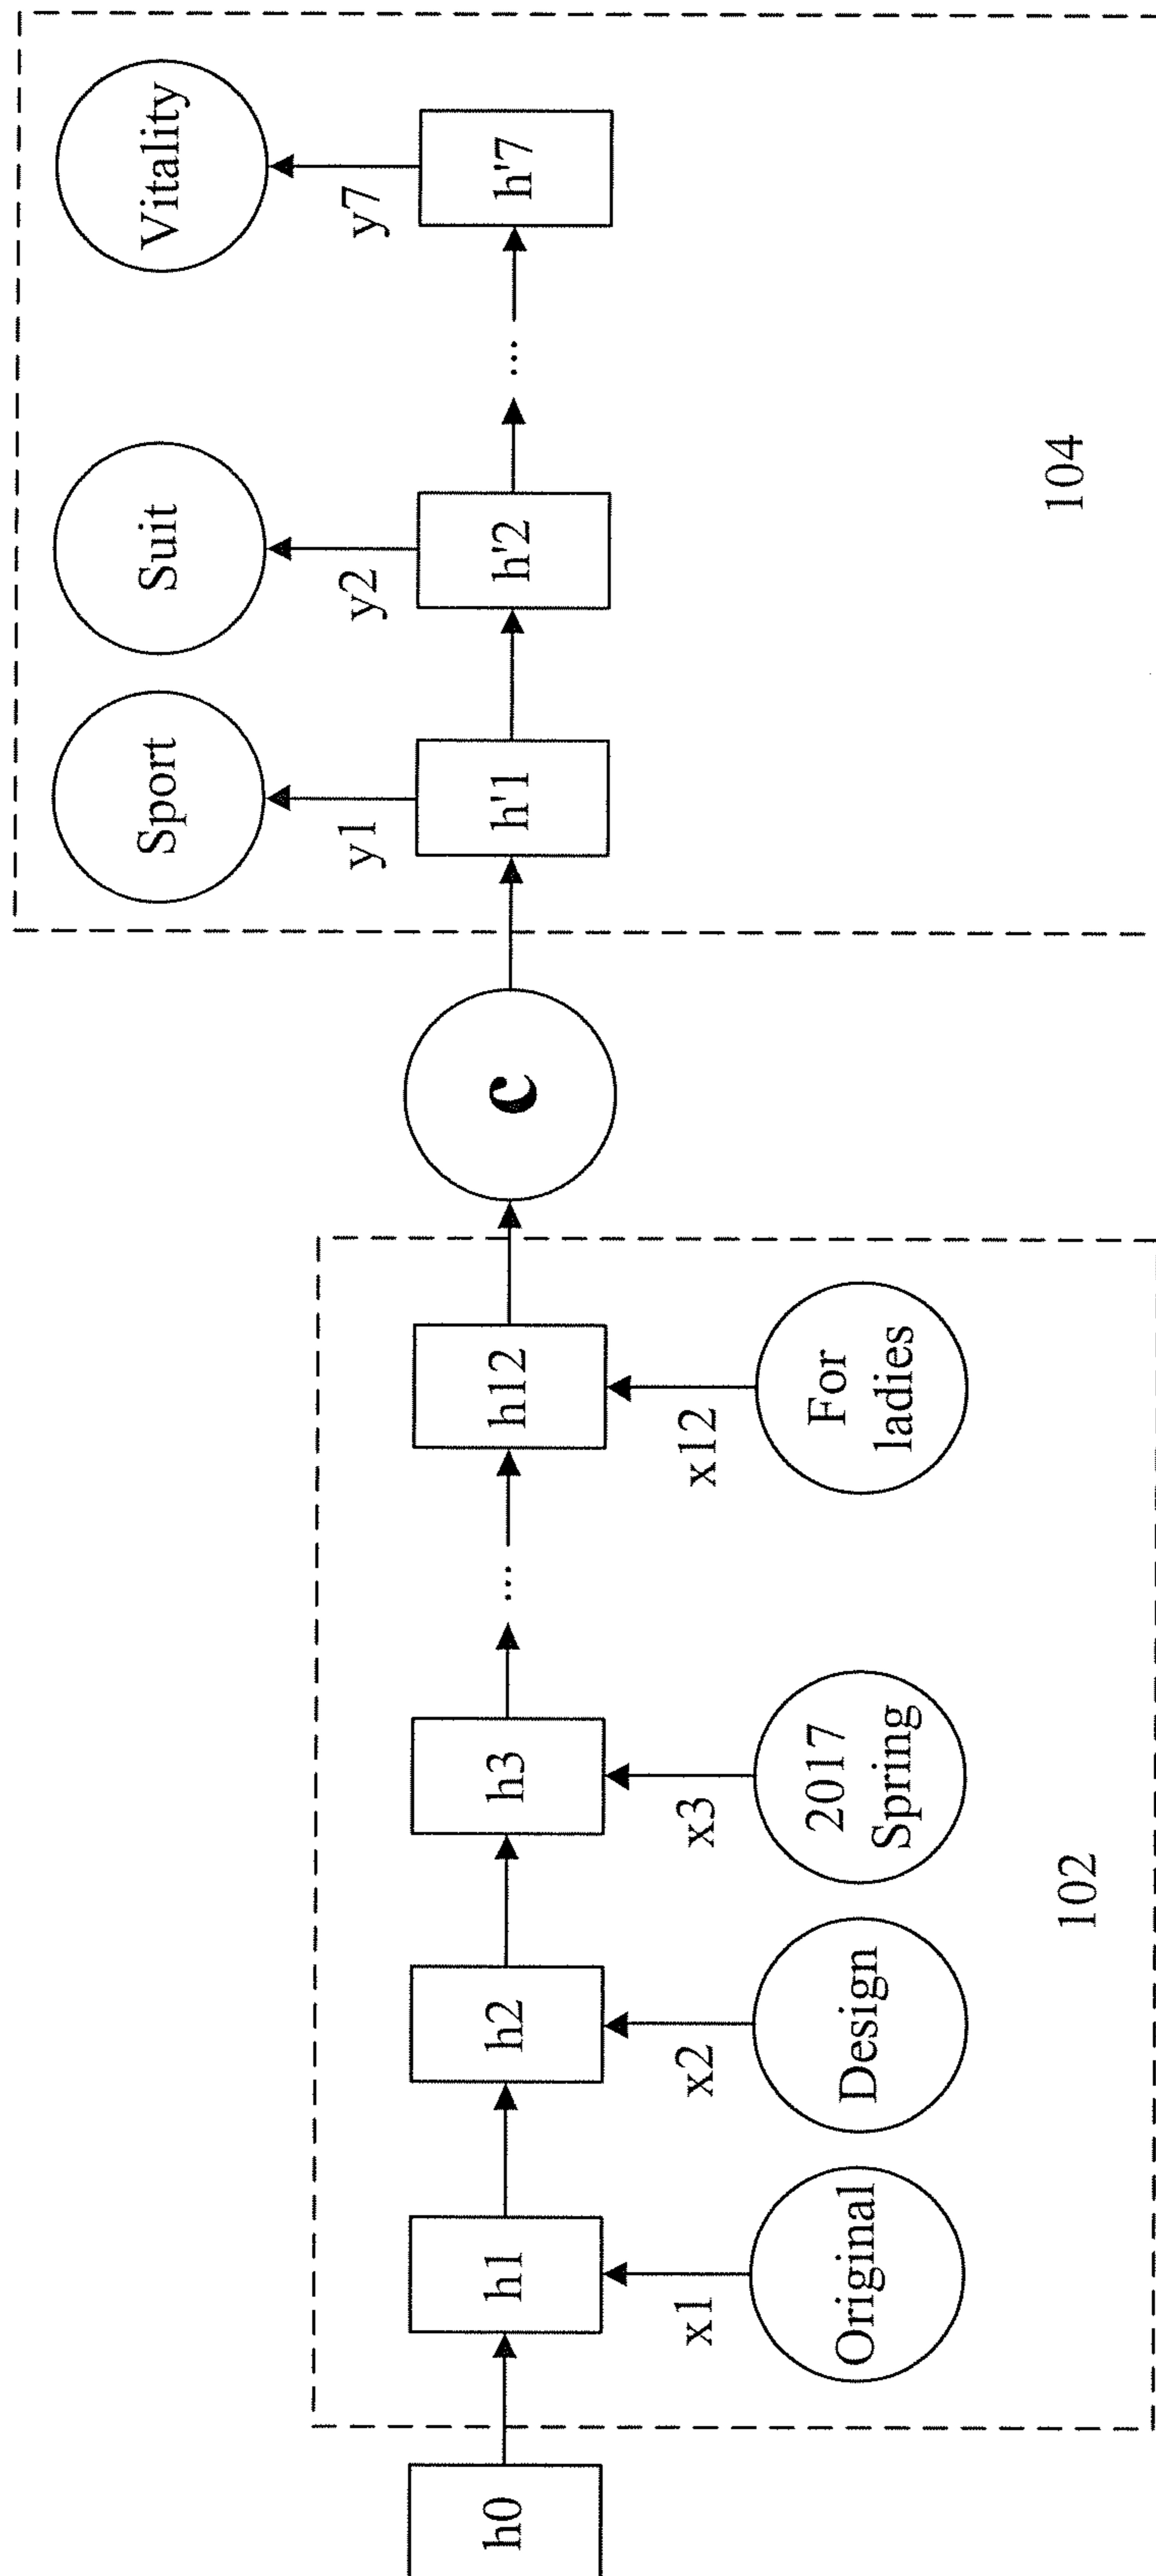 Sport
Suit
Vitality
y1
y2
y7
h0
h1
h2
h3
...
h12
c
h'1
h'2
...
h'7
x1
x2
x3
x12
Original
Design
2017
Spring
For
ladies
102
104